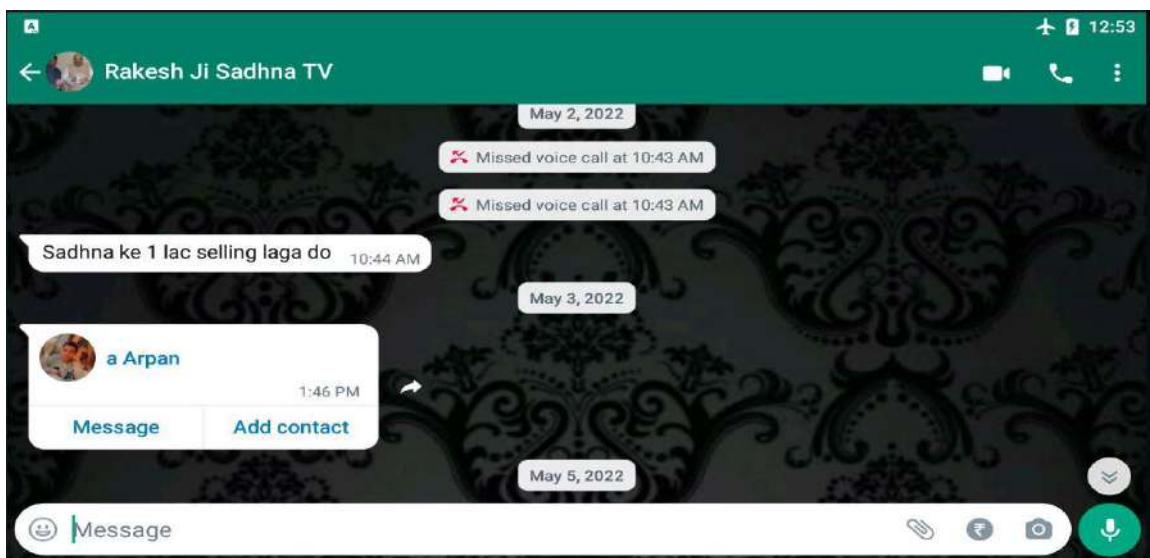 12:53
Rakesh Ji Sadhna TV
May 2, 2022
Missed voice call at 10:43 AM
Missed voice call at 10:43 AM
Sadhna ke 1 lac selling laga do 10:44 AM
May 3, 2022
a Arpan
1:46 PM
Message Add contact
May 5, 2022
Message